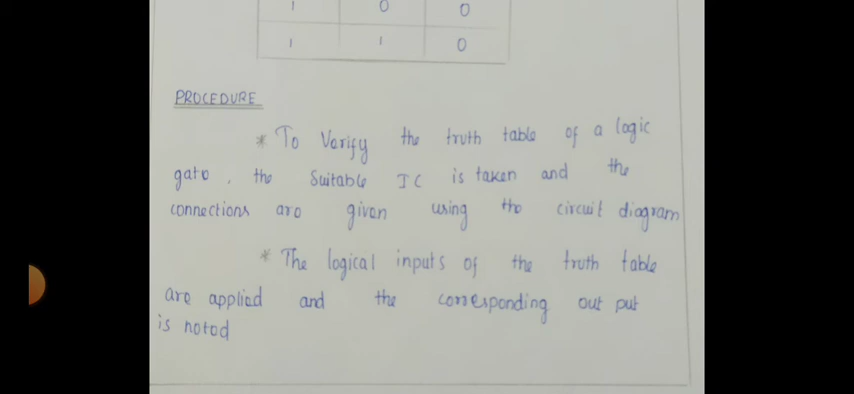 1 0 0
1 1 0
PROCEDURE
* To Verify the truth table of a logic
gate, the suitable IC is taken and the
connections are given using the circuit diagram
* The logical inputs of the truth table
are applied and the corresponding out put
is noted